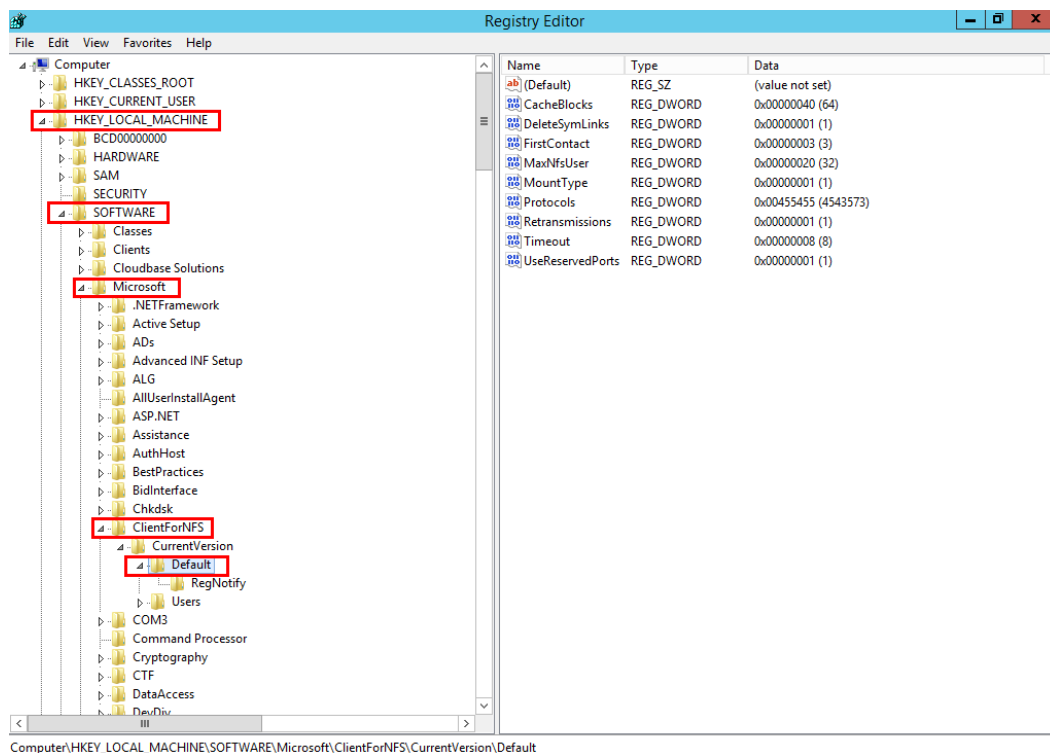 Registry Editor
File Edit View Favorites Help
Computer
HKEY_CLASSES_ROOT
HKEY_CURRENT_USER
HKEY_LOCAL_MACHINE
BCD00000000
HARDWARE
SAM
SECURITY
SOFTWARE
Classes
Clients
Cloudbase Solutions
Microsoft
.NETFramework
Active Setup
ADs
Advanced INF Setup
ALG
AllUserInstallAgent
ASP.NET
Assistance
AuthHost
BestPractices
BidInterface
Chkdsk
ClientForNFS
CurrentVersion
Default
RegNotify
Users
COM3
Command Processor
Cryptography
CTF
DataAccess
DevDiv
Name Type Data
(Default) REG_SZ (value not set)
CacheBlocks REG_DWORD 0x00000040 (64)
DeleteSymLinks REG_DWORD 0x00000001 (1)
FirstContact REG_DWORD 0x00000003 (3)
MaxNfsUser REG_DWORD 0x00000020 (32)
MountType REG_DWORD 0x00000001 (1)
Protocols REG_DWORD 0x00455455 (4543573)
Retransmissions REG_DWORD 0x00000001 (1)
Timeout REG_DWORD 0x00000008 (8)
UseReservedPorts REG_DWORD 0x00000001 (1)
Computer\HKEY_LOCAL_MACHINE\SOFTWARE\Microsoft\ClientForNFS\CurrentVersion\Default